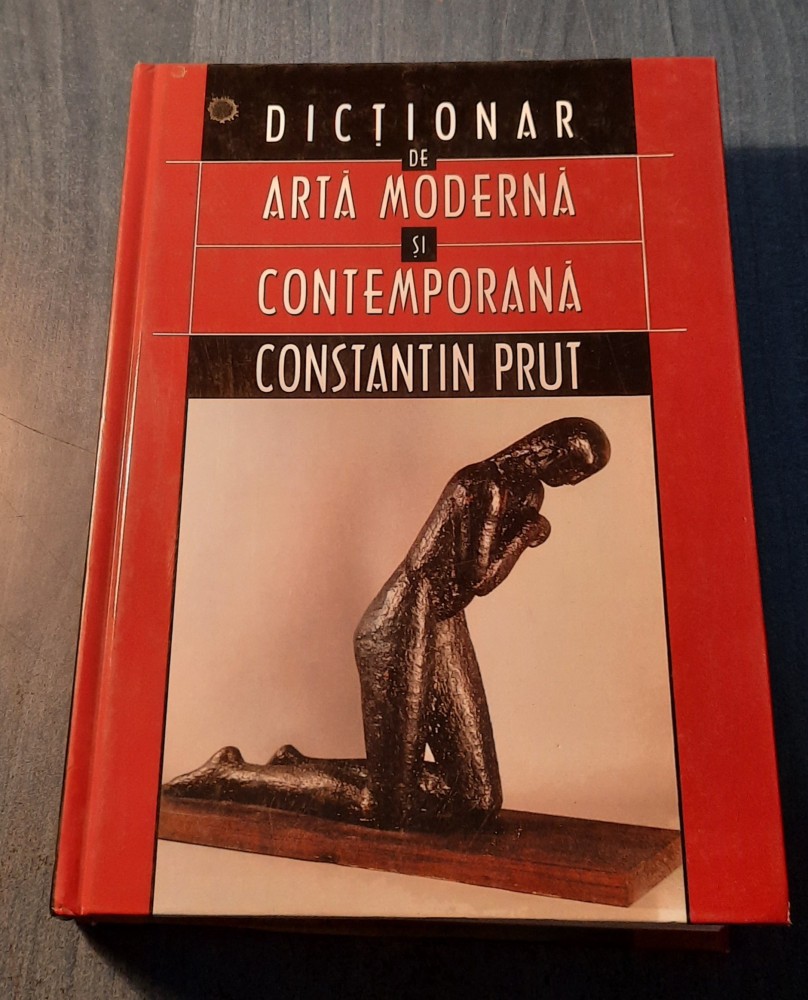 DICȚIONAR
DE
ARTĂ MODERNĂ
ȘI
CONTEMPORANĂ
CONSTANTIN PRUT